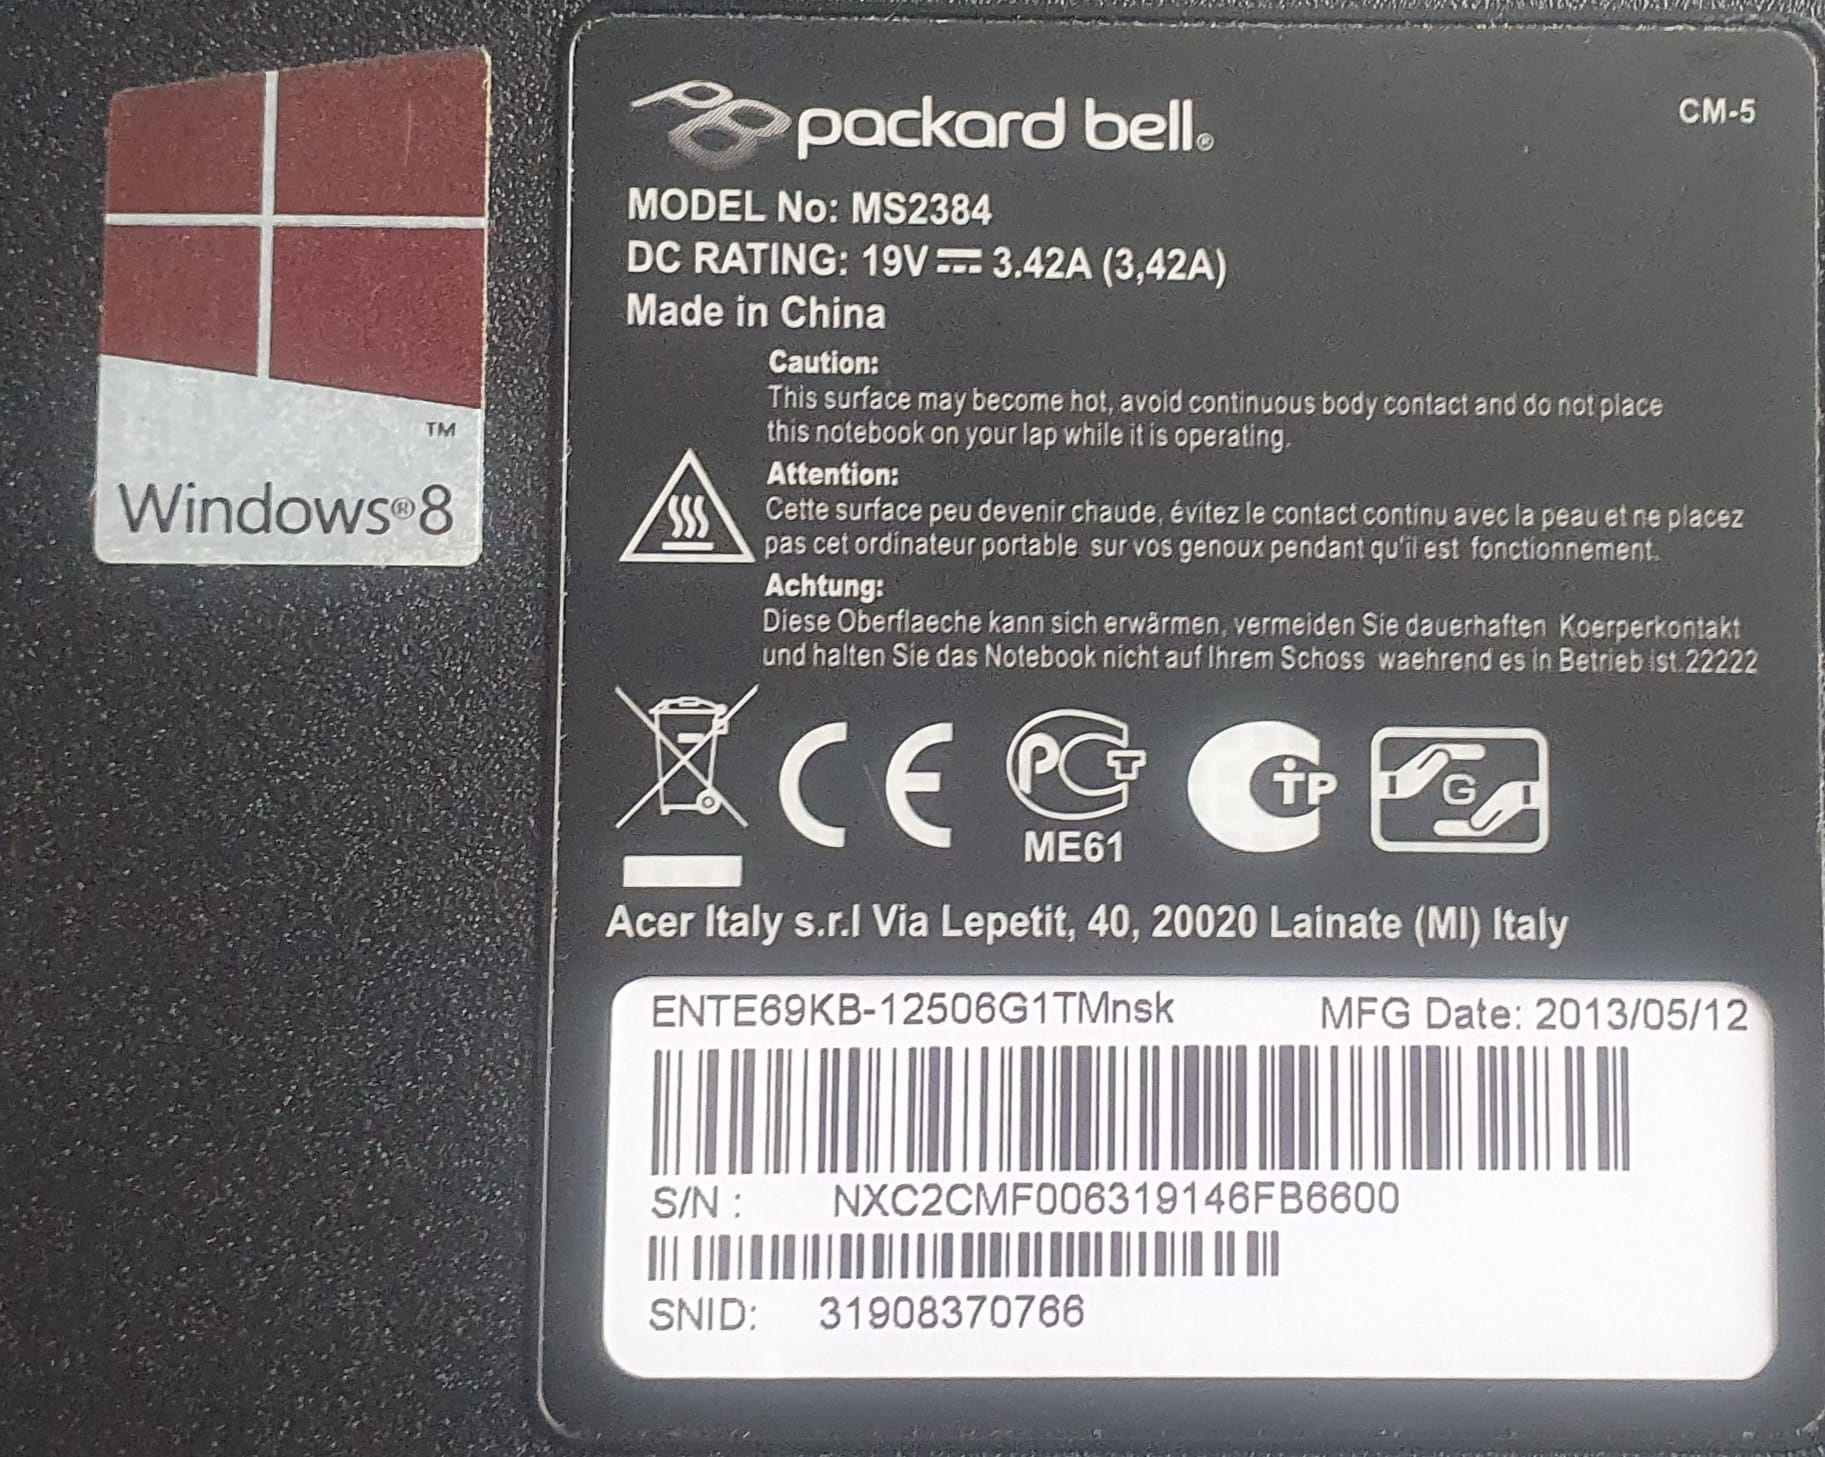 packard bell®
CM-5
MODEL No: MS2384
DC RATING: 19V⎓3.42A (3,42A)
Made in China
Caution:
This surface may become hot, avoid continuous body contact and do not place
this notebook on your lap while it is operating.
Attention:
Cette surface peu devenir chaude, évitez le contact continu avec la peau et ne placez
pas cet ordinateur portable sur vos genoux pendant qu'il est fonctionnement.
Achtung:
Diese Oberflaeche kann sich erwärmen, vermeiden Sie dauerhaften Koerperkontakt
und halten Sie das Notebook nicht auf Ihrem Schoss waehrend es in Betrieb ist.22222
TM
Windows®8
CE
PCT
ME61
CTP
G
Acer Italy s.r.l Via Lepetit, 40, 20020 Lainate (MI) Italy
ENTE69KB-12506G1TMnsk
MFG Date: 2013/05/12
S/N : NXC2CMF006319146FB6600
SNID: 31908370766